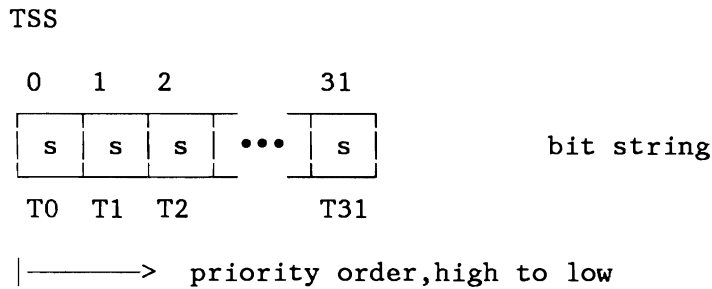 TSS
0 1 2 31
s s s ••• s bit string
T0 T1 T2 T31
|————> priority order,high to low